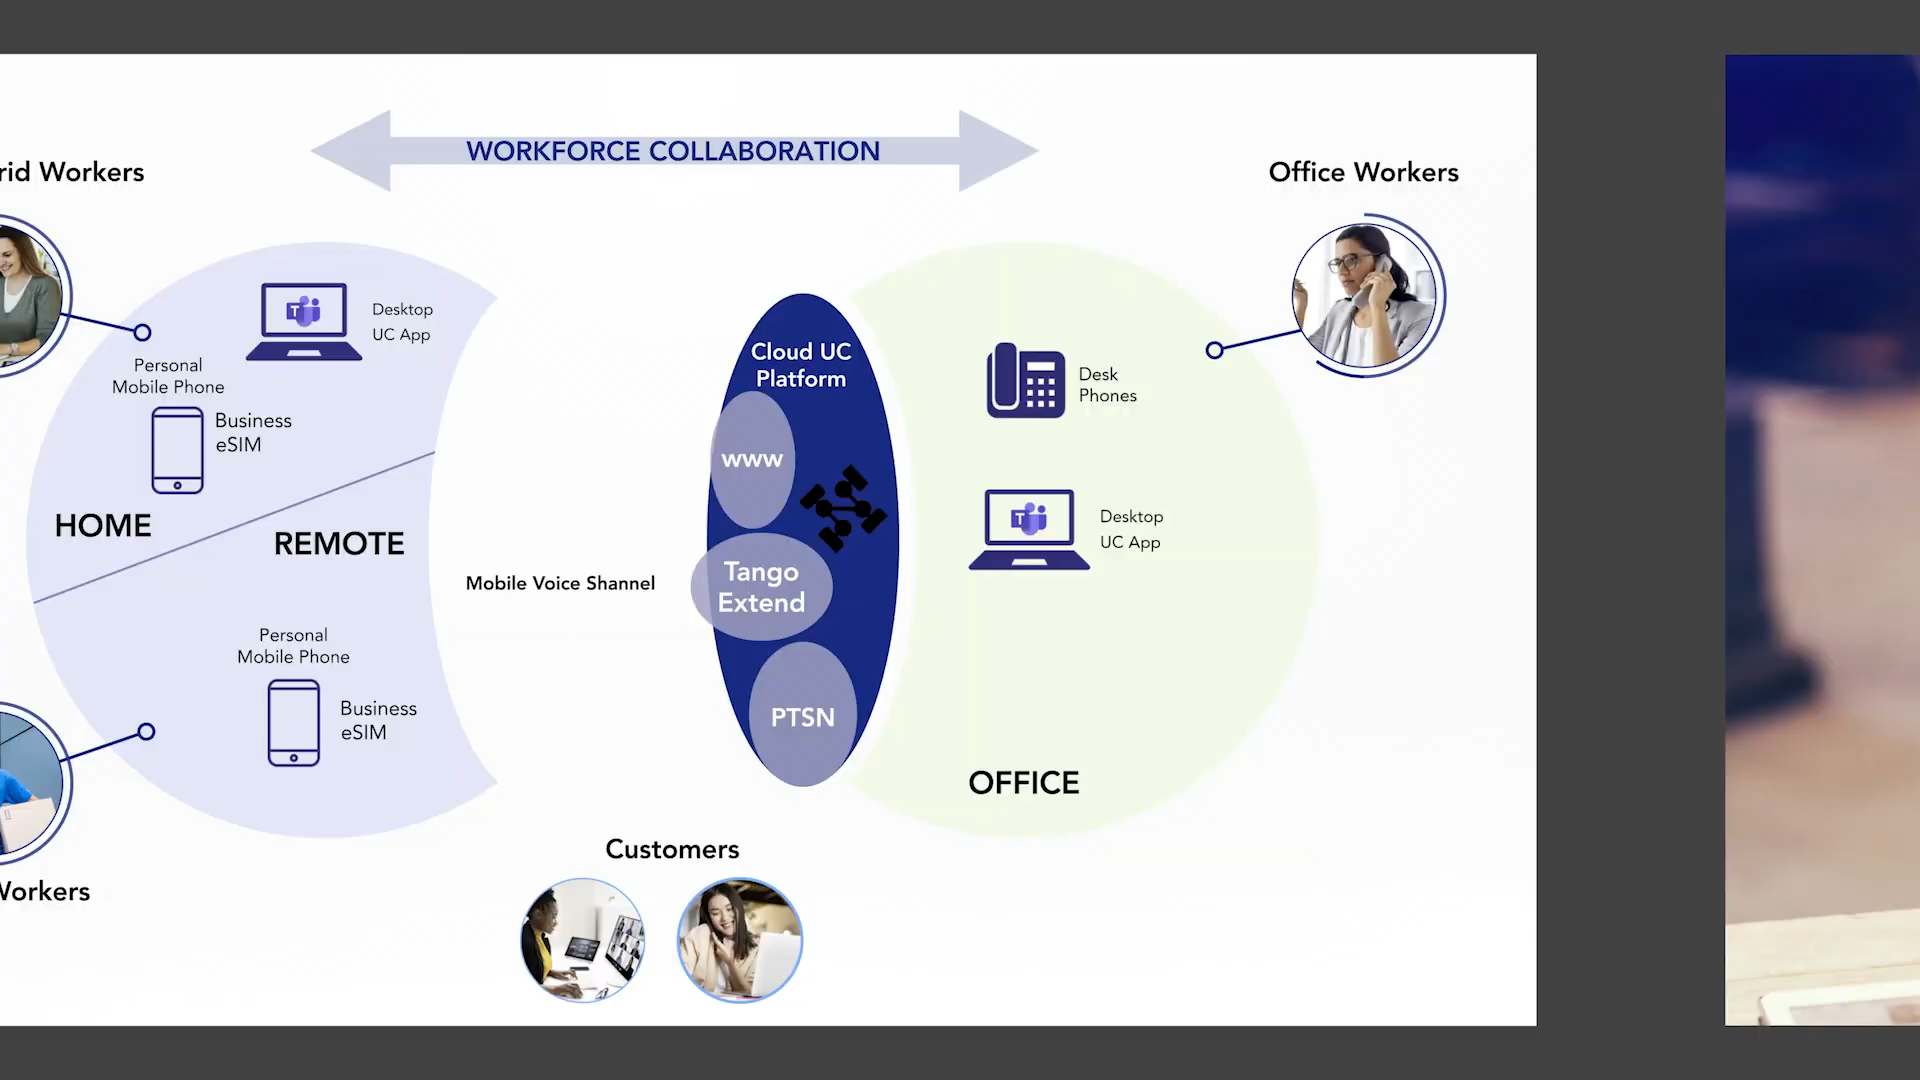 WORKFORCE COLLABORATION
rid Workers
Office Workers
Desktop
UC App
Personal
Mobile Phone
Business
eSIM
HOME
REMOTE
Mobile Voice Shannel
Personal
Mobile Phone
Business
eSIM
Workers
Cloud UC
Platform
www
Tango
Extend
PTSN
Desk
Phones
T
Desktop
UC App
OFFICE
Customers